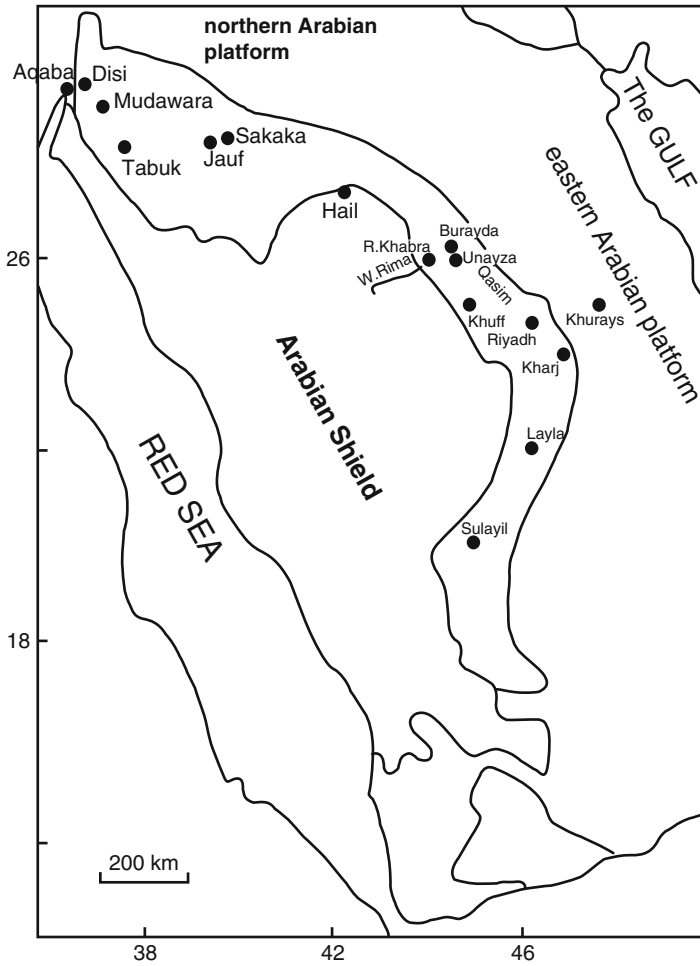 northern Arabian
platform
Aqaba
Disi
Mudawara
The GULF
Sakaka
Jauf
Tabuk
eastern Arabian platform
Hail
Burayda
R.Khabra
Unayza
26
W.Rima
Qasim
Khuff
Khurays
Riyadh
Kharj
Arabian Shield
Layla
RED SEA
Sulayil
18
200 km
38
42
46